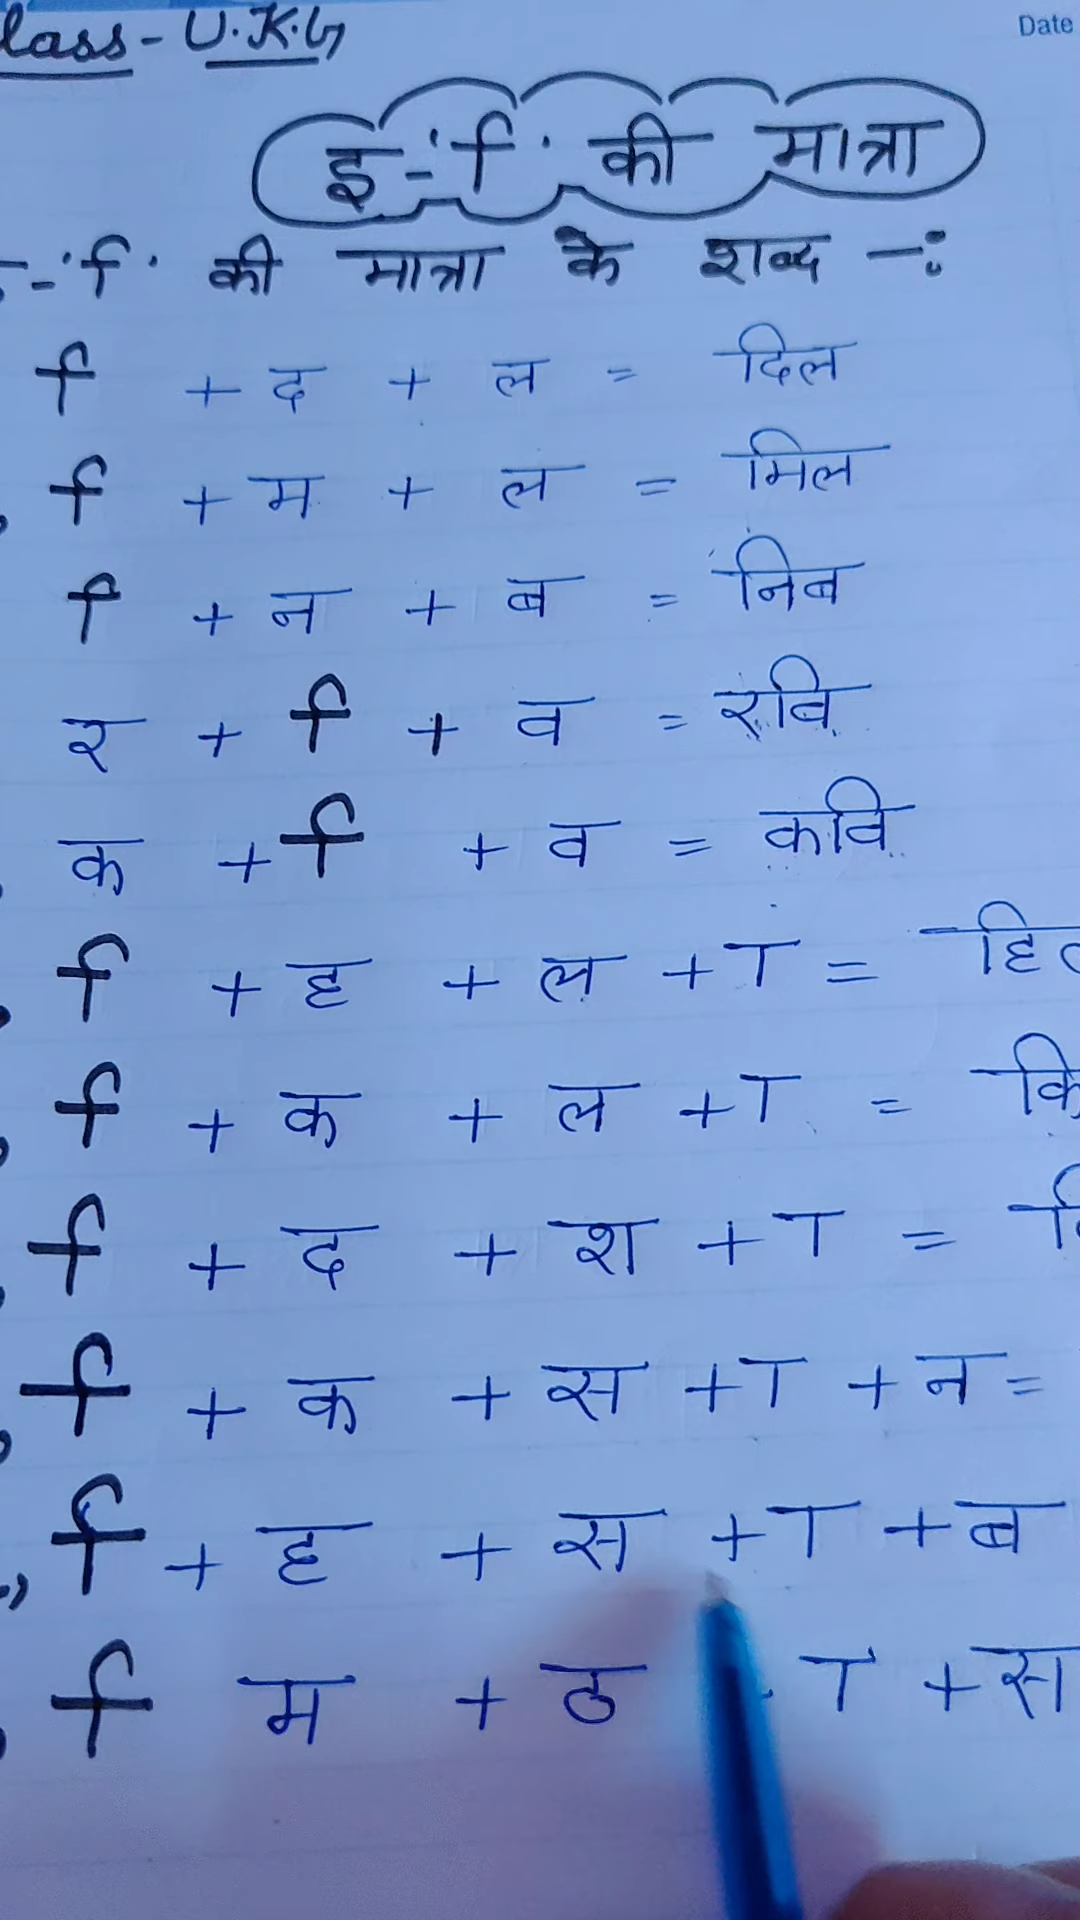 lass - U.K.G
Date
इ - 'ि' की मात्रा
- 'ि' की मात्रा के शब्द -:
ि + द + ल = दिल
ि + म + ल = मिल
ि + न + ब = निब
र + ि + व = रवि
क + ि + व = कवि
ि + ह + ल + ा = हि
ि + क + ल + ा = कि
ि + द + श + ा =
ि + क + स + ा + न =
ि + ह + स + ा + ब
ि म + ठ ा + स